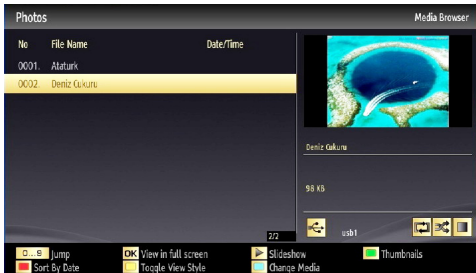 Photos
Media Browser
No File Name Date/Time
0001. Ataturk
0002. Deniz Cukuru
Deniz Cukuru
98 KB
2/2
usb1
0...9 Jump OK View in full screen Slideshow Thumbnails
Sort By Date Toggle View Style Change Media